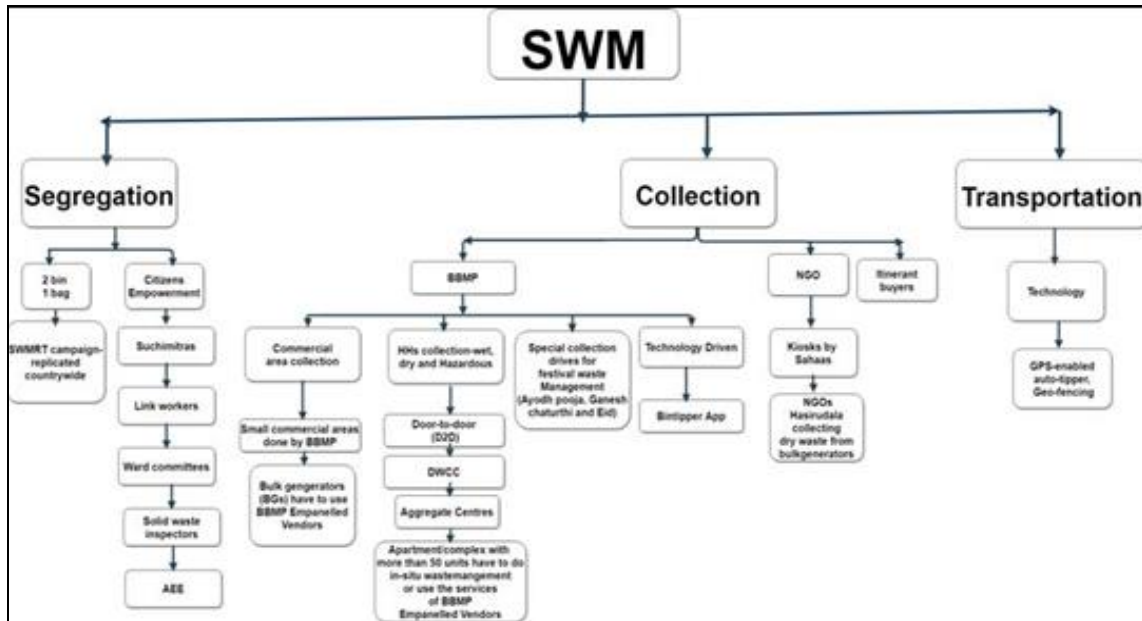 SWM
Segregation
Collection
Transportation
2 bin
1 bag
Citizens
Empowerment
BBMP
NGO
Itinerant
buyers
Technology
SWMRT campaign-
replicated
countrywide
Suchimitras
Link workers
Ward committees
Solid waste
inspectors
AEE
Commercial
area collection
Small commercial areas
done by BBMP
Bulk gengerators
(BGs) have to use
BBMP Empanelled
Vendors
HHs collection-wet,
dry and Hazardous
Door-to-door
(D2D)
DWCC
Aggregate Centres
Apartment/complex with
more than 50 units have to do
in-situ wastemangement
or use the services
of BBMP
Empanelled Vendors
Special collection
drives for
festival waste
Management
(Ayodh pooja, Ganesh
chaturthi and Eid)
Technology Driven
Bintipper App
Kiosks by
Sahaas
NGOs
Hasirudala
collecting
dry waste from
bulkgenerators
GPS-enabled
auto-tipper,
Geo-fencing